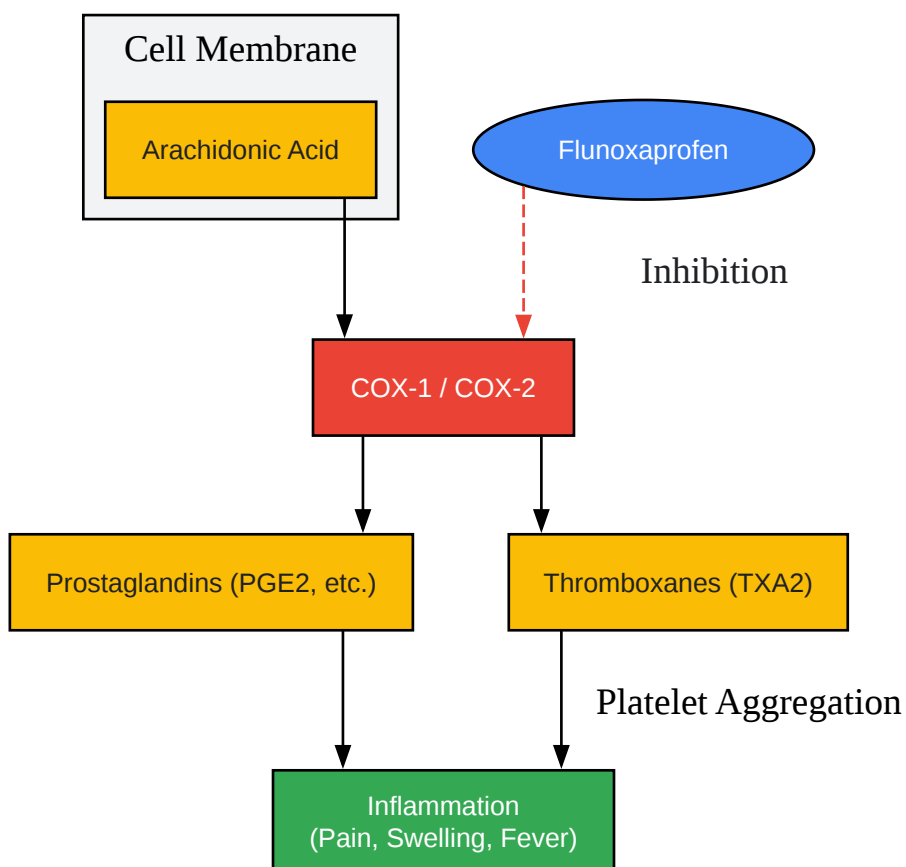 Cell Membrane
Arachidonic Acid
Flunoxaprofen
Inhibition
COX-1 / COX-2
Prostaglandins (PGE2, etc.)
Thromboxanes (TXA2)
Platelet Aggregation
Inflammation
(Pain, Swelling, Fever)